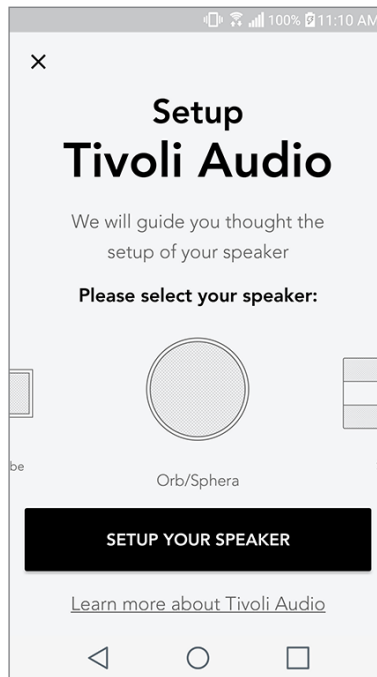 100% 11:10 AM
Setup
Tivoli Audio
We will guide you thought the
setup of your speaker
Please select your speaker:
be
Orb/Sphera
SETUP YOUR SPEAKER
Learn more about Tivoli Audio